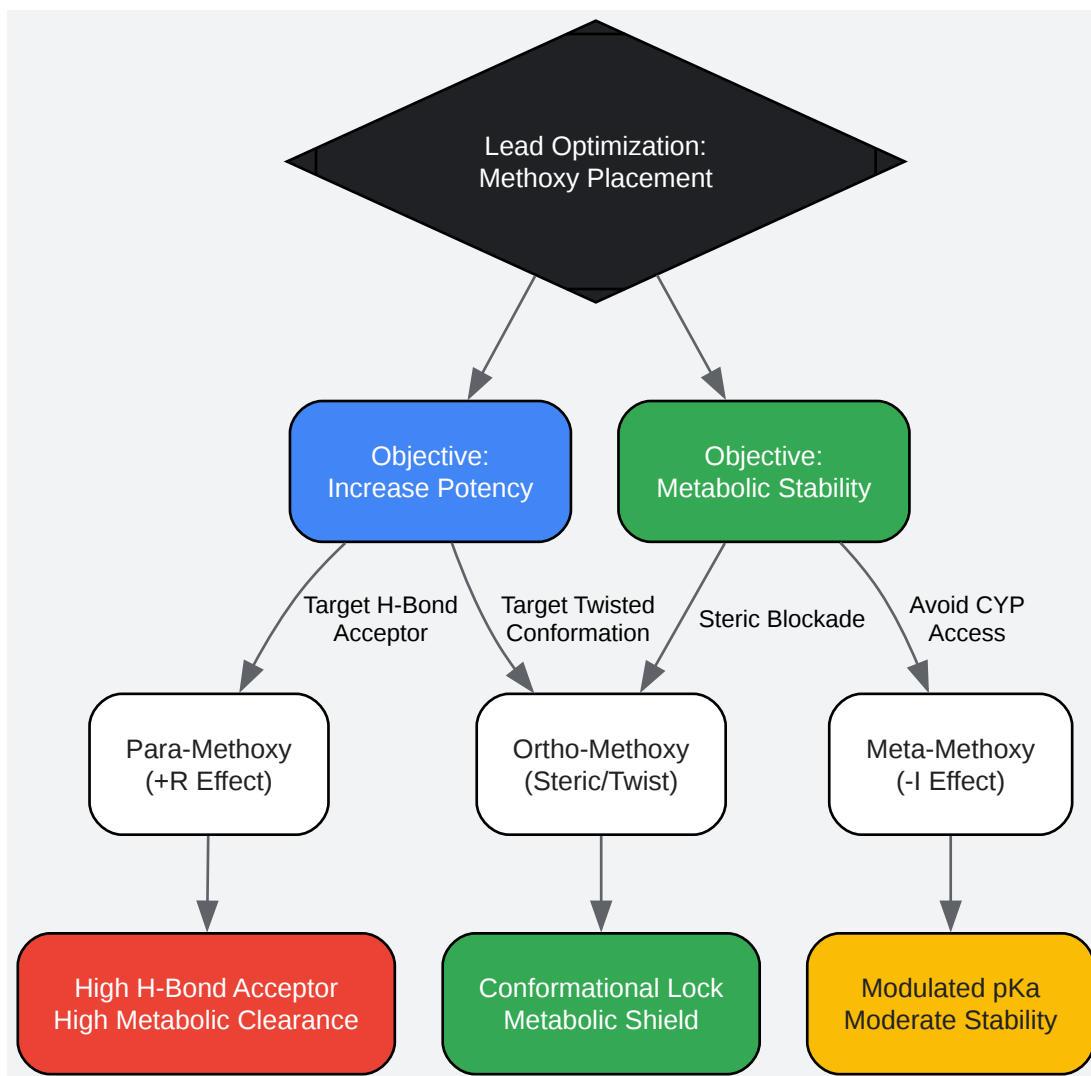 Lead Optimization:
Methoxy Placement
Objective:
Increase Potency
Objective:
Metabolic Stability
Target H-Bond
Acceptor
Target Twisted
Conformation
Steric Blockade
Avoid CYP
Access
Para-Methoxy
(+R Effect)
Ortho-Methoxy
(Steric/Twist)
Meta-Methoxy
(-I Effect)
High H-Bond Acceptor
High Metabolic Clearance
Conformational Lock
Metabolic Shield
Modulated pKa
Moderate Stability